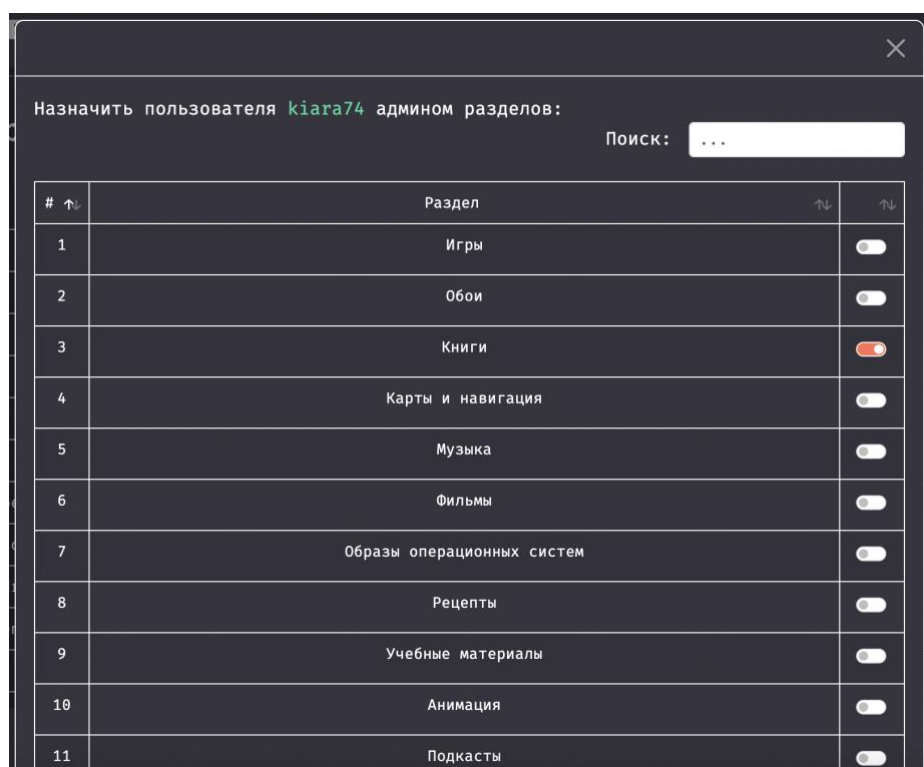 Назначить пользователя kiara74 админом разделов:
Поиск: ...
# Раздел
1 Игры
2 Обои
3 Книги
4 Карты и навигация
5 Музыка
6 Фильмы
7 Образы операционных систем
8 Рецепты
9 Учебные материалы
10 Анимация
11 Подкасты